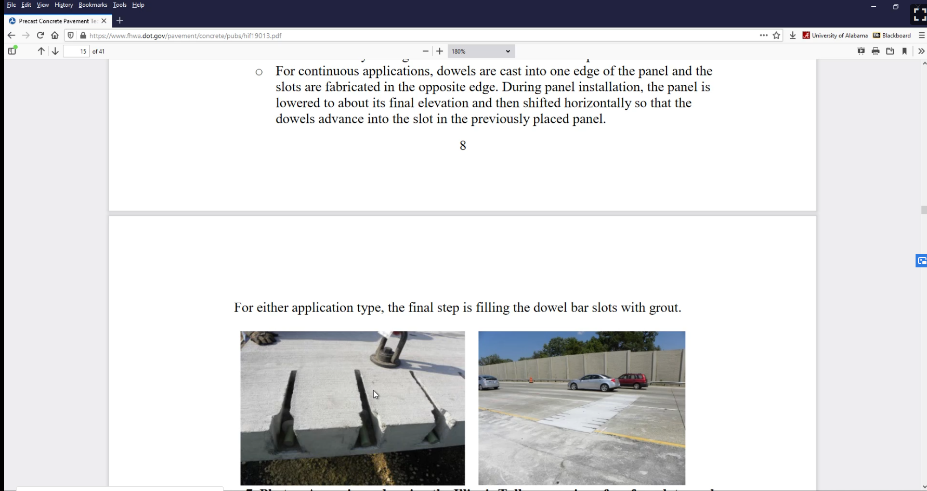 File Edit View History Bookmarks Tools Help
Precast Concrete Pavement
https://www.fhwa.dot.gov/pavement/concrete/pubs/hif19015.pdf
University of Alabama
Blackboard
15 of 41
180%
o For continuous applications, dowels are cast into one edge of the panel and the
slots are fabricated in the opposite edge. During panel installation, the panel is
lowered to about its final elevation and then shifted horizontally so that the
dowels advance into the slot in the previously placed panel.
8
For either application type, the final step is filling the dowel bar slots with grout.